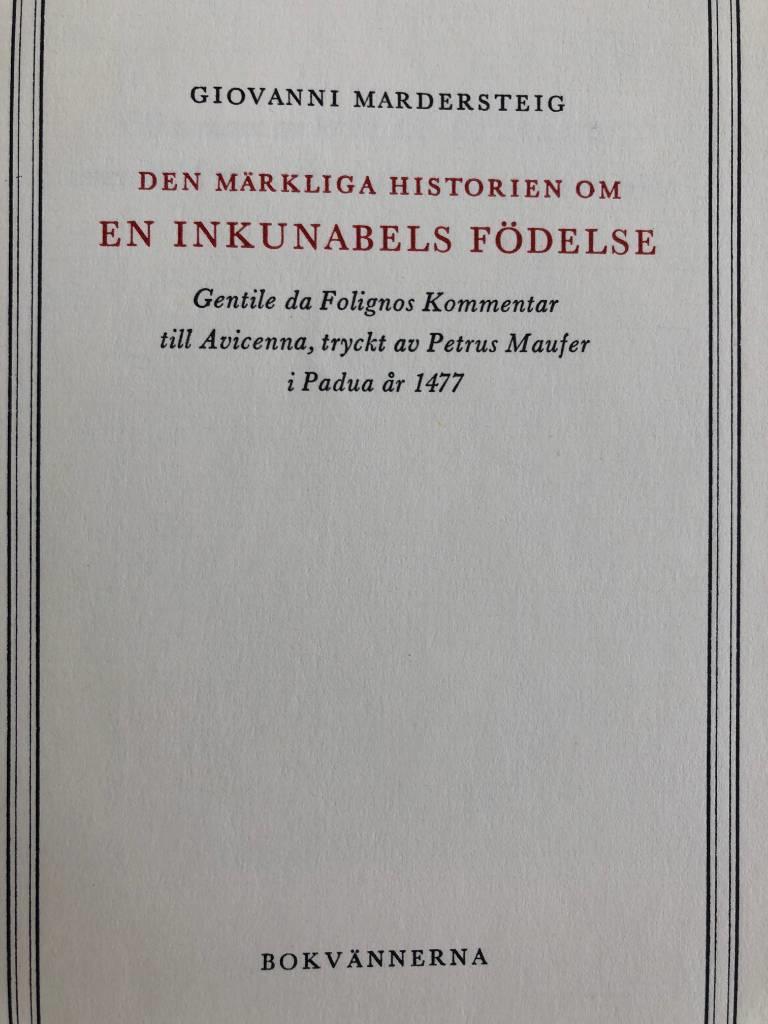 GIOVANNI MARDERSTEIG
DEN MÄRKLIGA HISTORIEN OM
EN INKUNABELS FÖDELSE
Gentile da Folignos Kommentar
till Avicenna, tryckt av Petrus Maufer
i Padua år 1477
BOKVÄNNERNA